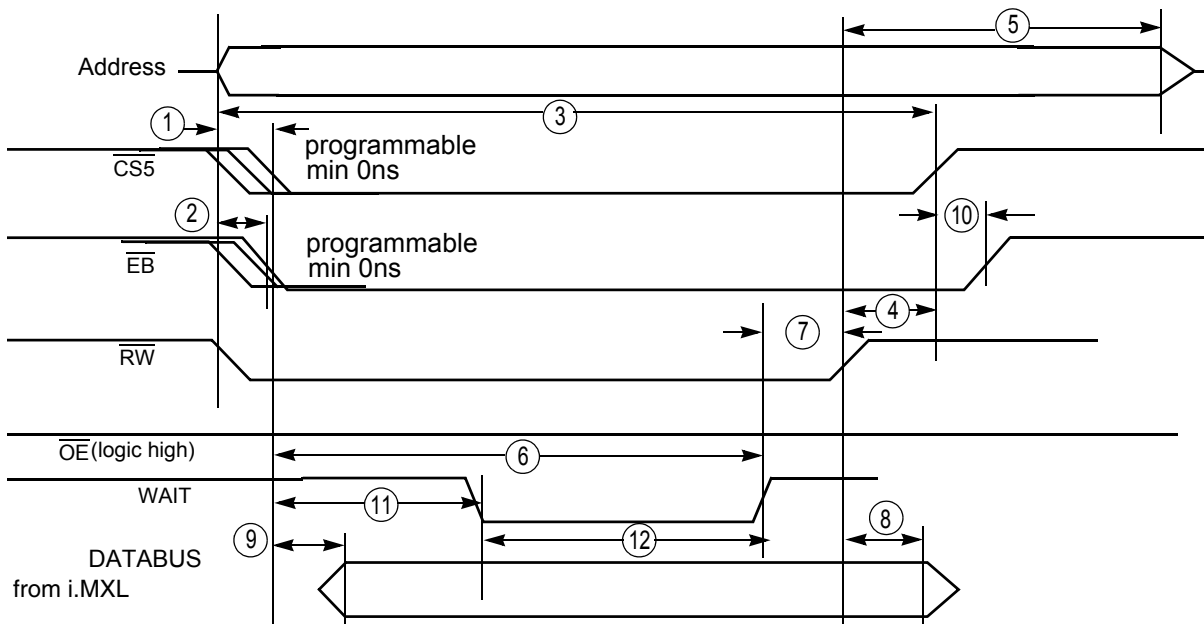 5
Address
1
3
programmable
min 0ns
CS5
2
10
programmable
min 0ns
EB
4
7
RW
OE(logic high)
6
WAIT
11
8
9
12
DATABUS
from i.MXL